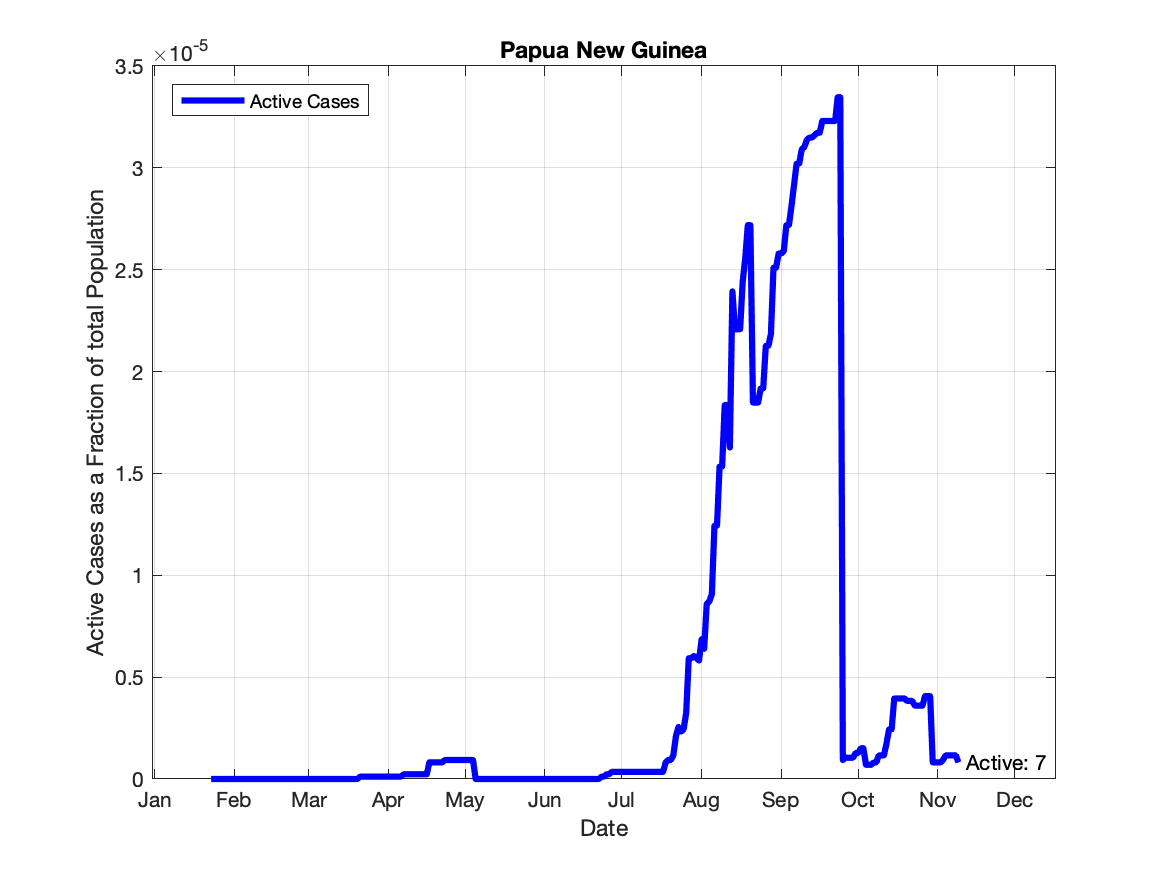 Papua New Guinea
×10-5
Active Cases
3.5
3
2.5
2
1.5
1
0.5
0
Active Cases as a Fraction of total Population
Active: 7
Jan Feb Mar Apr May Jun Jul Aug Sep Oct Nov Dec
Date